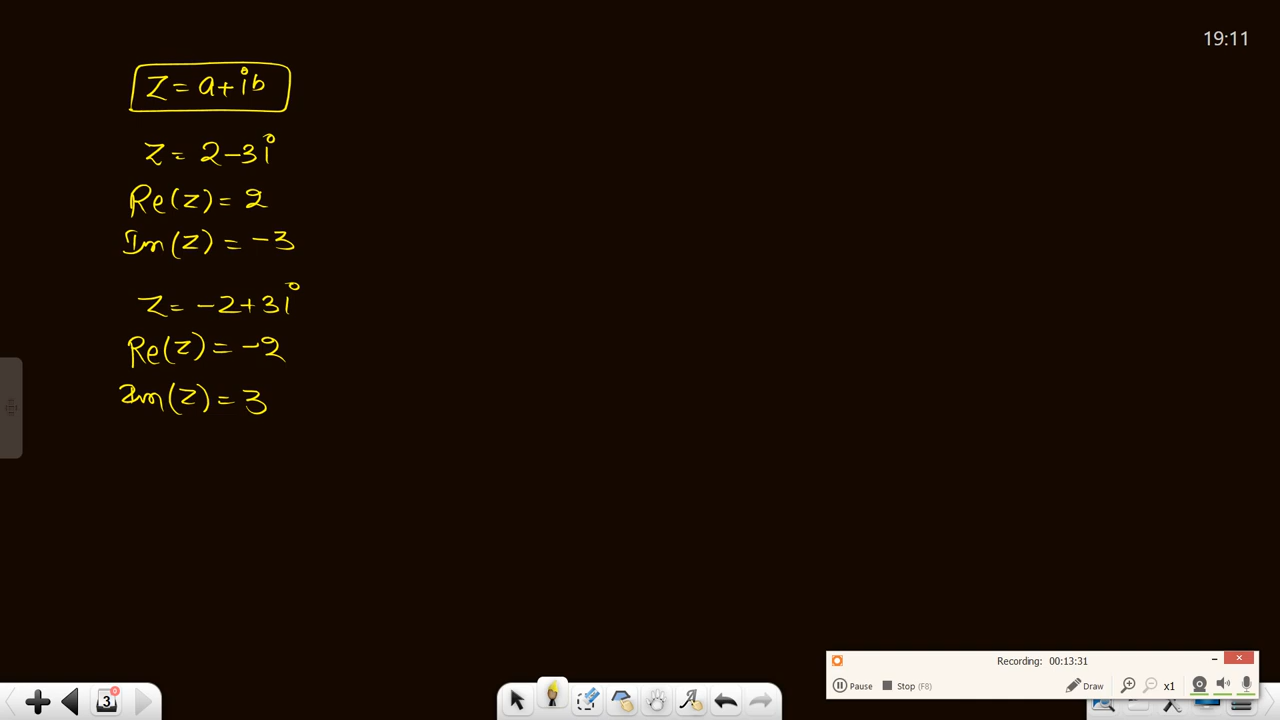 19:11
Z = a+ib
Z = 2-3i
Re(Z) = 2
Im(Z) = -3
Z = -2+3i
Re(Z) = -2
Im(Z) = 3
Recording: 00:13:31
Pause Stop (F8) Draw x1
3 0